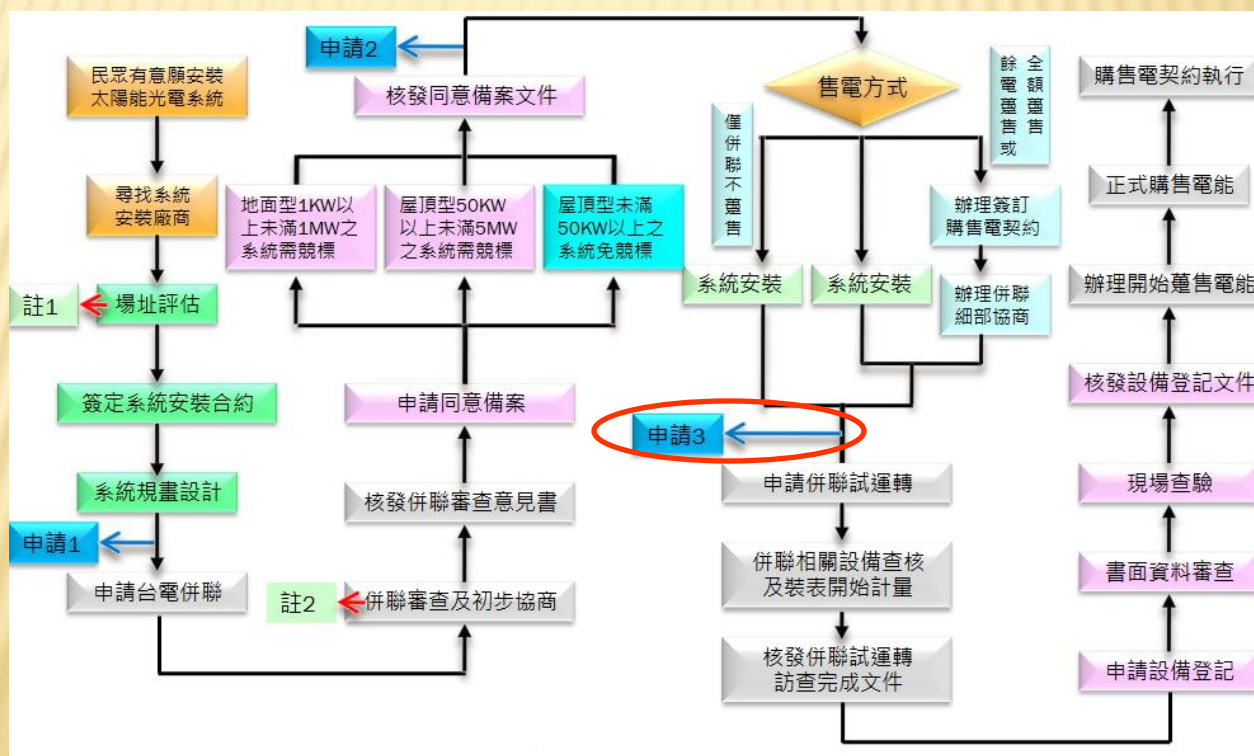 民眾有意願安裝
太陽能光電系統
尋找系統
安裝廠商
註1
場址評估
簽定系統安裝合約
系統規畫設計
申請1
申請台電併聯
註2
併聯審查及初步協商
核發併聯審查意見書
申請同意備案
地面型1KW以
上未滿1MW之
系統需競標
屋頂型50KW
以上未滿5MW
之系統需競標
屋頂型未滿
50KW以上之
系統免競標
核發同意備案文件
申請2
售電方式
僅併聯不躉售
全額躉售
餘電躉售或
系統安裝
系統安裝
辦理簽訂
購售電契約
辦理併聯
細部協商
申請3
申請併聯試運轉
併聯相關設備查核
及裝表開始計量
核發併聯試運轉
訪查完成文件
申請設備登記
書面資料審查
現場查驗
核發設備登記文件
辦理開始躉售電能
正式購售電能
購售電契約執行